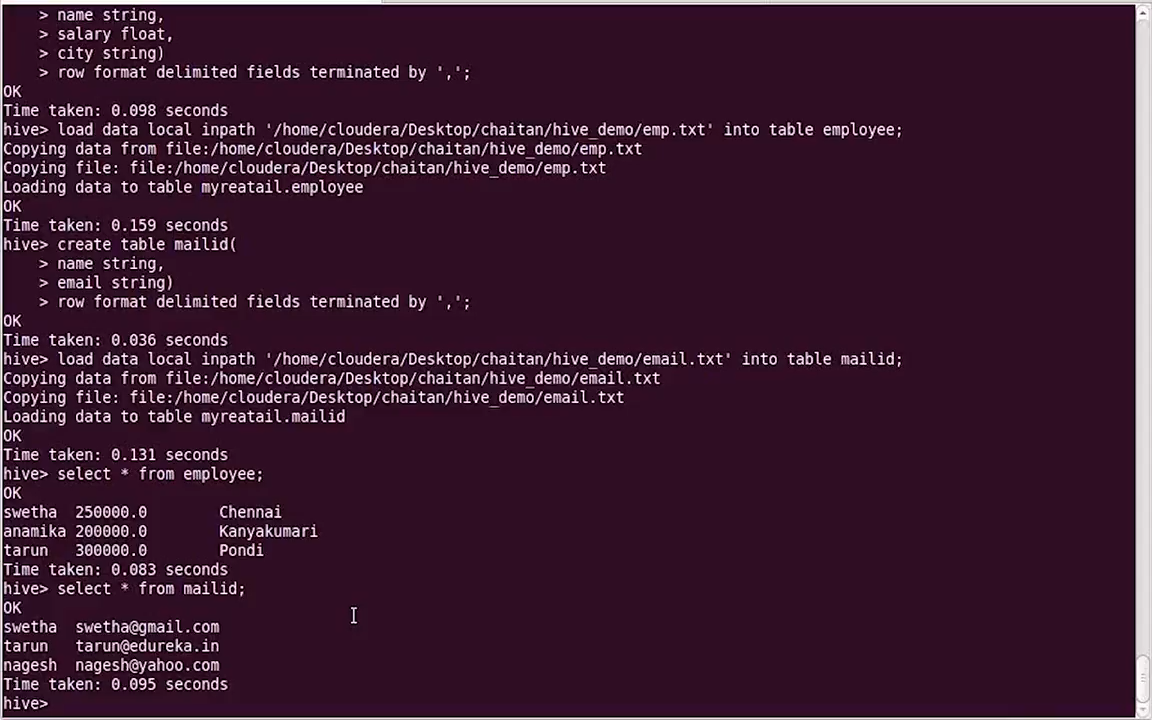 > name string,
    > salary float,
    > city string)
    > row format delimited fields terminated by ',';
OK
Time taken: 0.098 seconds
hive> load data local inpath '/home/cloudera/Desktop/chaitan/hive_demo/emp.txt' into table employee;
Copying data from file:/home/cloudera/Desktop/chaitan/hive_demo/emp.txt
Copying file: file:/home/cloudera/Desktop/chaitan/hive_demo/emp.txt
Loading data to table myreatail.employee
OK
Time taken: 0.159 seconds
hive> create table mailid(
    > name string,
    > email string)
    > row format delimited fields terminated by ',';
OK
Time taken: 0.036 seconds
hive> load data local inpath '/home/cloudera/Desktop/chaitan/hive_demo/email.txt' into table mailid;
Copying data from file:/home/cloudera/Desktop/chaitan/hive_demo/email.txt
Copying file: file:/home/cloudera/Desktop/chaitan/hive_demo/email.txt
Loading data to table myreatail.mailid
OK
Time taken: 0.131 seconds
hive> select * from employee;
OK
swetha  250000.0        Chennai
anamika 200000.0        Kanyakumari
tarun   300000.0        Pondi
Time taken: 0.083 seconds
hive> select * from mailid;
OK
swetha  swetha@gmail.com
tarun   tarun@edureka.in
nagesh  nagesh@yahoo.com
Time taken: 0.095 seconds
hive>